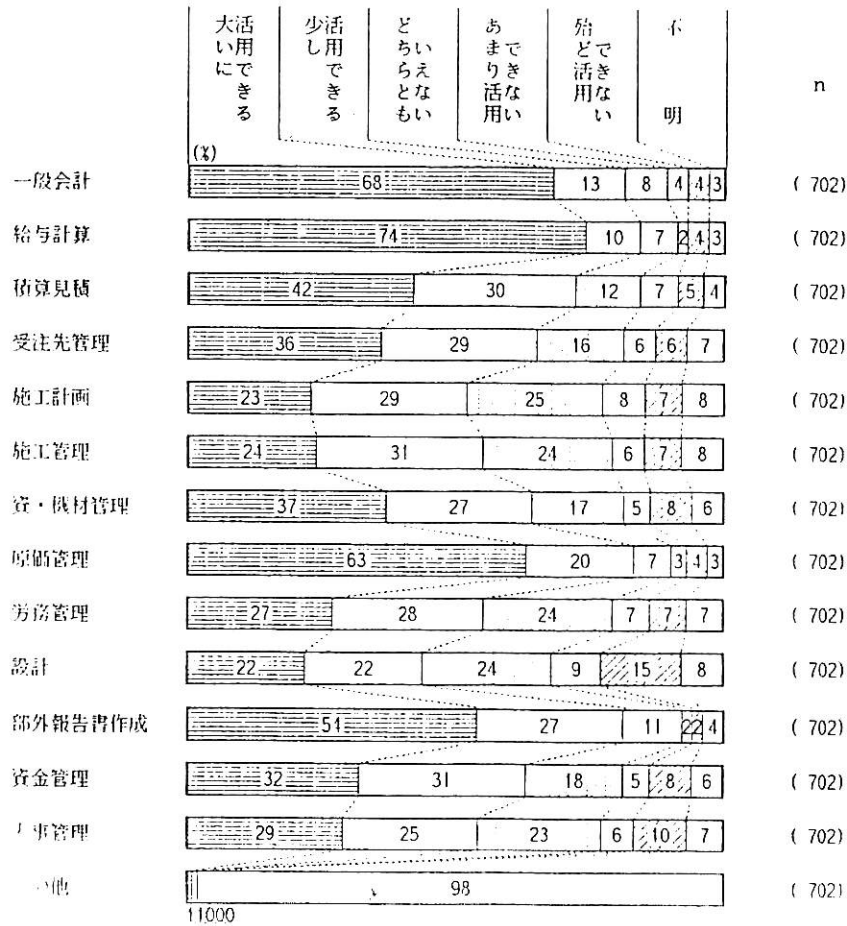 大いに活用できる
少し活用できる
どちらともいえない
あまり活用できない
殆ど活用できない
不明
n
(%)
一般会計 68 13 8 4 4 3 ( 702)
給与計算 74 10 7 2 4 3 ( 702)
積算見積 42 30 12 7 5 4 ( 702)
受注先管理 36 29 16 6 6 7 ( 702)
施工計画 23 29 25 8 7 8 ( 702)
施工管理 24 31 24 6 7 8 ( 702)
資・機材管理 37 27 17 5 8 6 ( 702)
原価管理 63 20 7 3 4 3 ( 702)
労務管理 27 28 24 7 7 7 ( 702)
設計 22 22 24 9 15 8 ( 702)
部外報告書作成 54 27 11 2 2 4 ( 702)
資金管理 32 31 18 5 8 6 ( 702)
事管理 29 25 23 6 10 7 ( 702)
他 98 ( 702)
11000